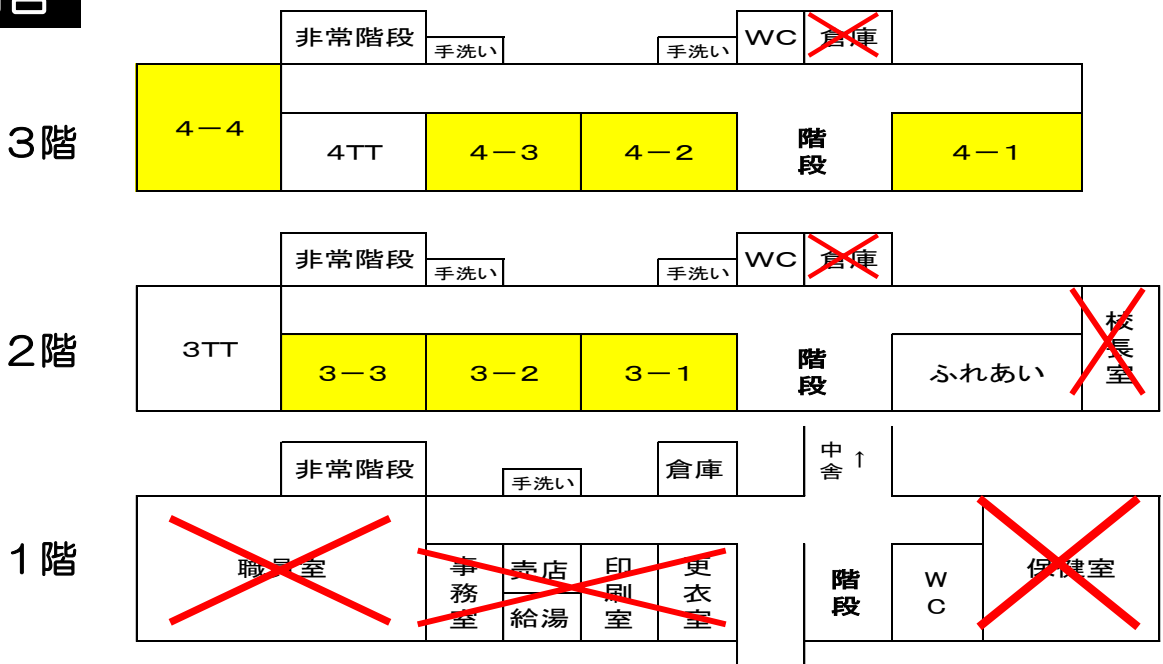 非常階段
手洗い
手洗い
WC
倉庫
3階
4-4
4TT
4-3
4-2
階段
4-1
非常階段
手洗い
手洗い
WC
倉庫
2階
3TT
3-3
3-2
3-1
階段
ふれあい
校長室
非常階段
手洗い
倉庫
中舎↑
1階
職員室
事務室
売店
給湯
印刷室
更衣室
階段
WC
保健室